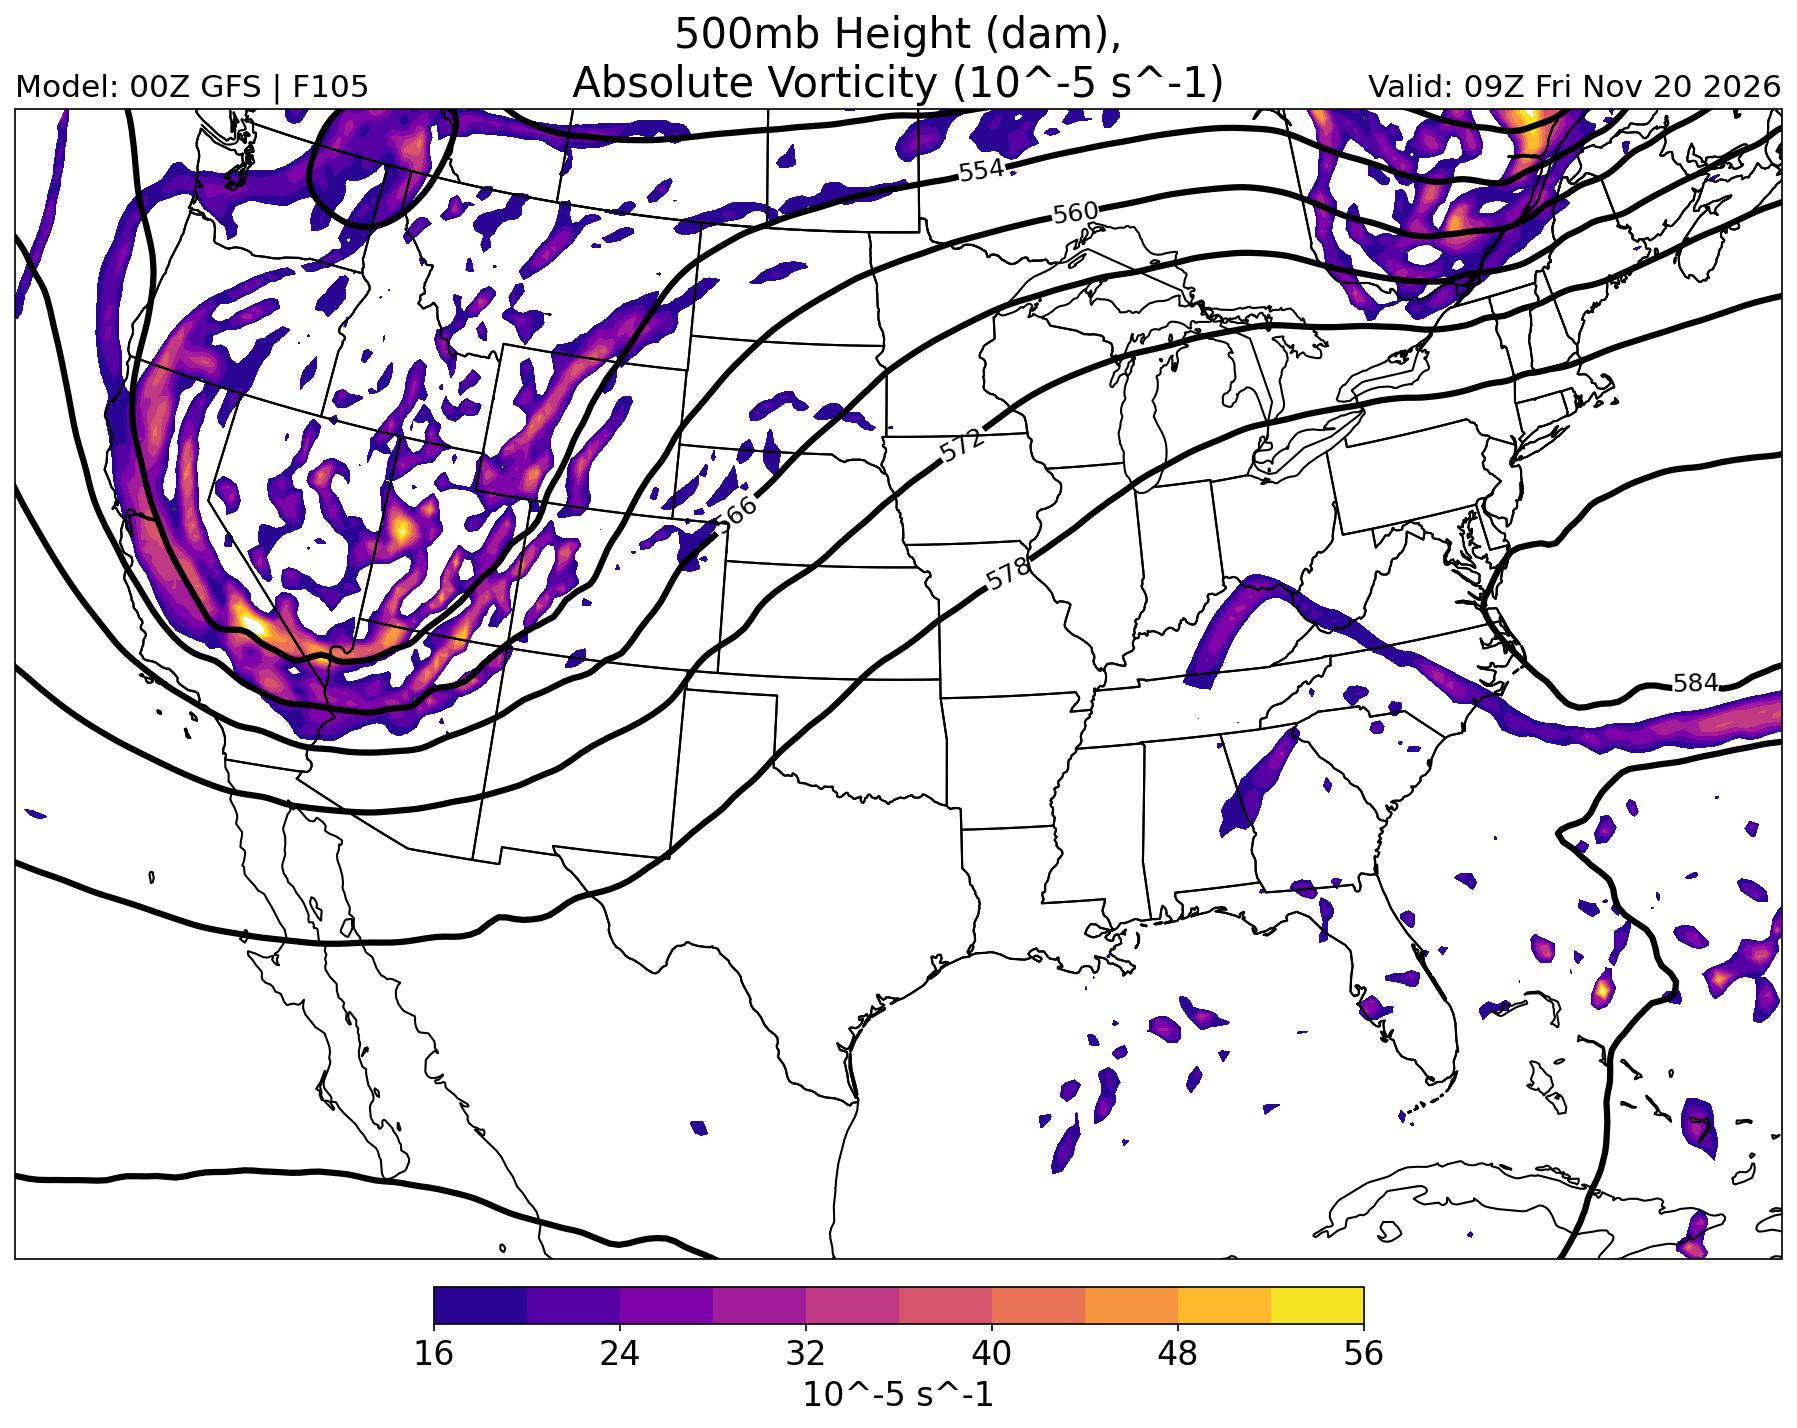 500mb Height (dam),
Model: 00Z GFS | F105
Absolute Vorticity (10^-5 s^-1)
Valid: 09Z Fri Nov 20 2026
554
560
572
566
578
584
16 24 32 40 48 56
10^-5 s^-1